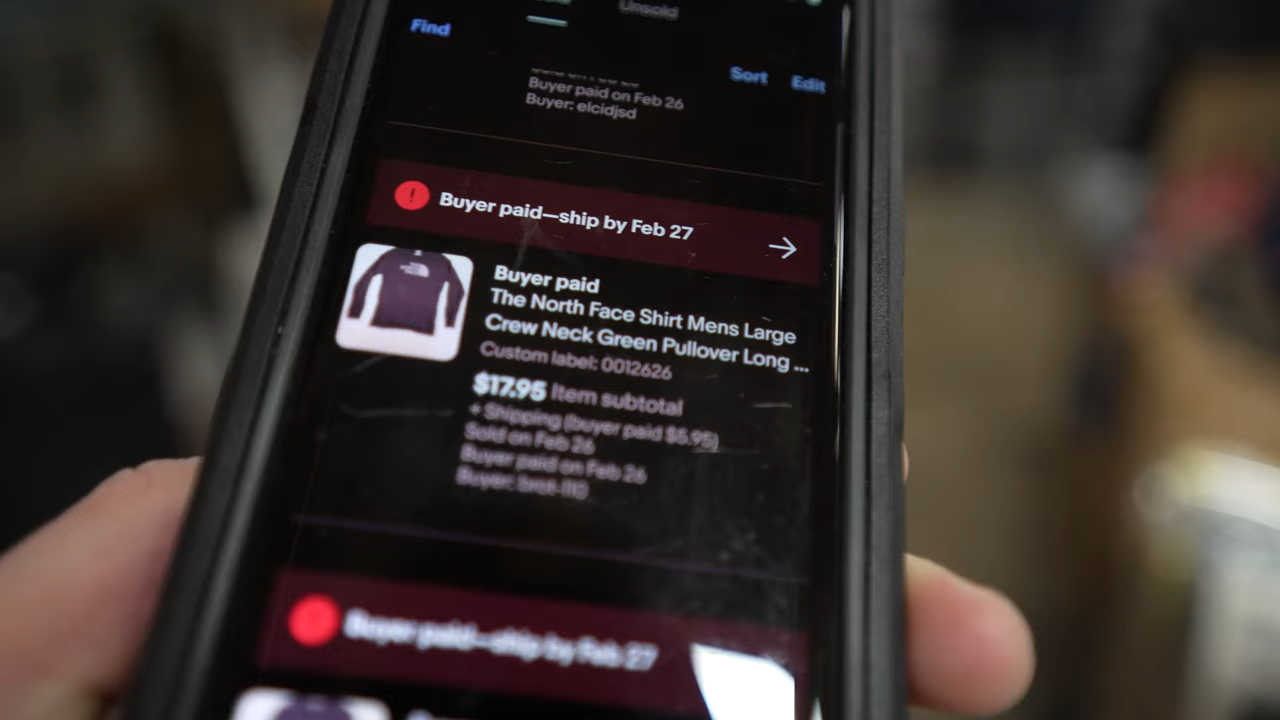 Unsold
Find
Sort
Edit
Buyer paid on Feb 26
Buyer: elcidjsd
Buyer paid—ship by Feb 27
Buyer paid
The North Face Shirt Mens Large
Crew Neck Green Pullover Long ...
Custom label: 0012626
$17.95 Item subtotal
+ Shipping (buyer paid $5.95)
Sold on Feb 26
Buyer paid on Feb 26
Buyer:
Buyer paid—ship by Feb 27